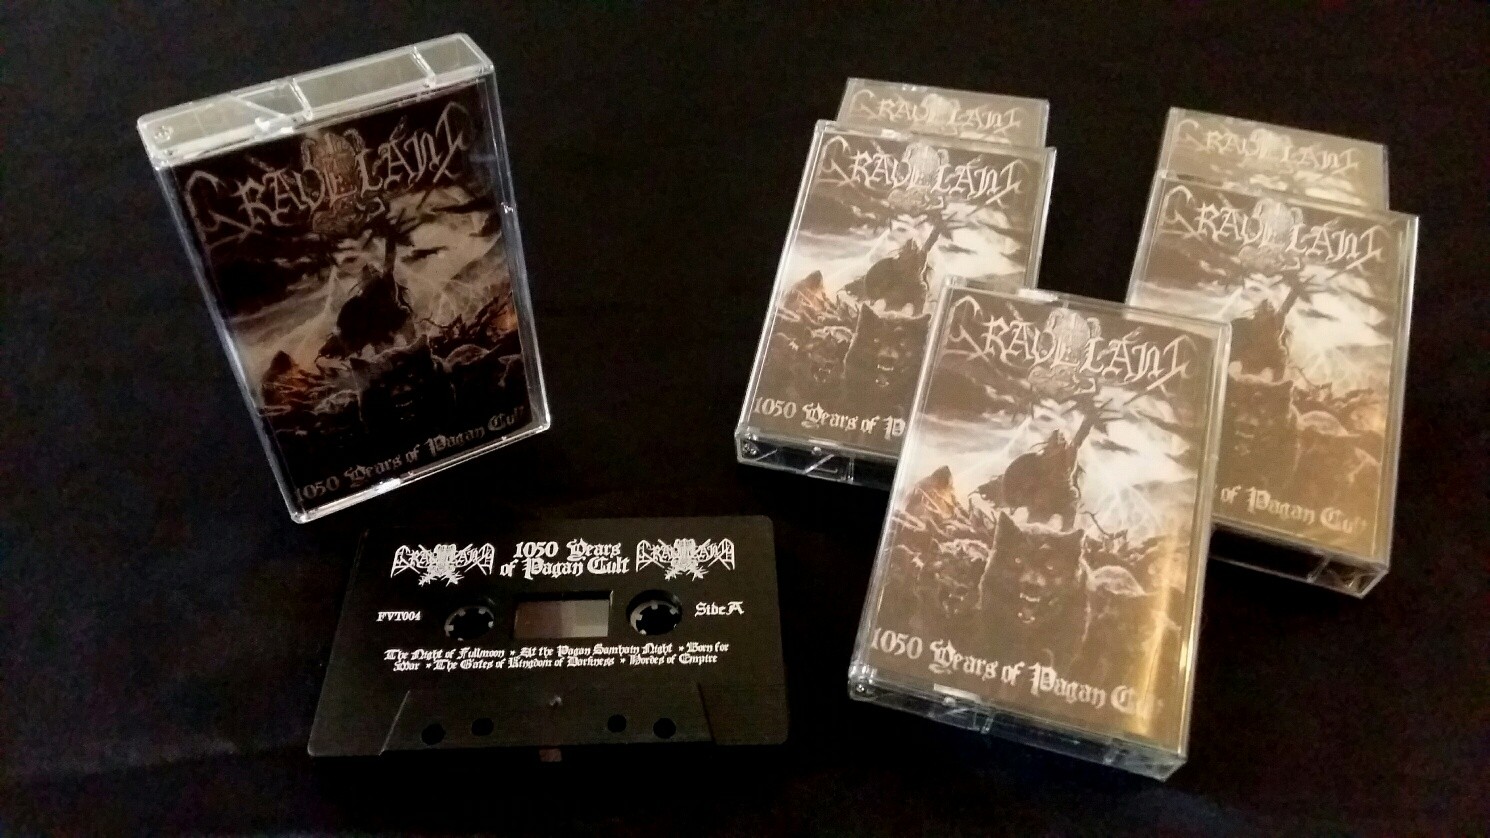 GRAVELAND
1050 Years of Pagan Cult
GRAVELAND
GRAVELAND
1050 Years of P
GRAVELAND
GRAVELAND
of Pagan Cult
GRAVELAND
1050 Years of Pagan Cult
GRAVELAND
1050 Years
of Pagan Cult
GRAVELAND
FVT004
Side A
The Night of Fullmoon * At the Pagan Samhain Night * Born for
War * The Gates of Kingdom of Darkness * Hordes of Empire